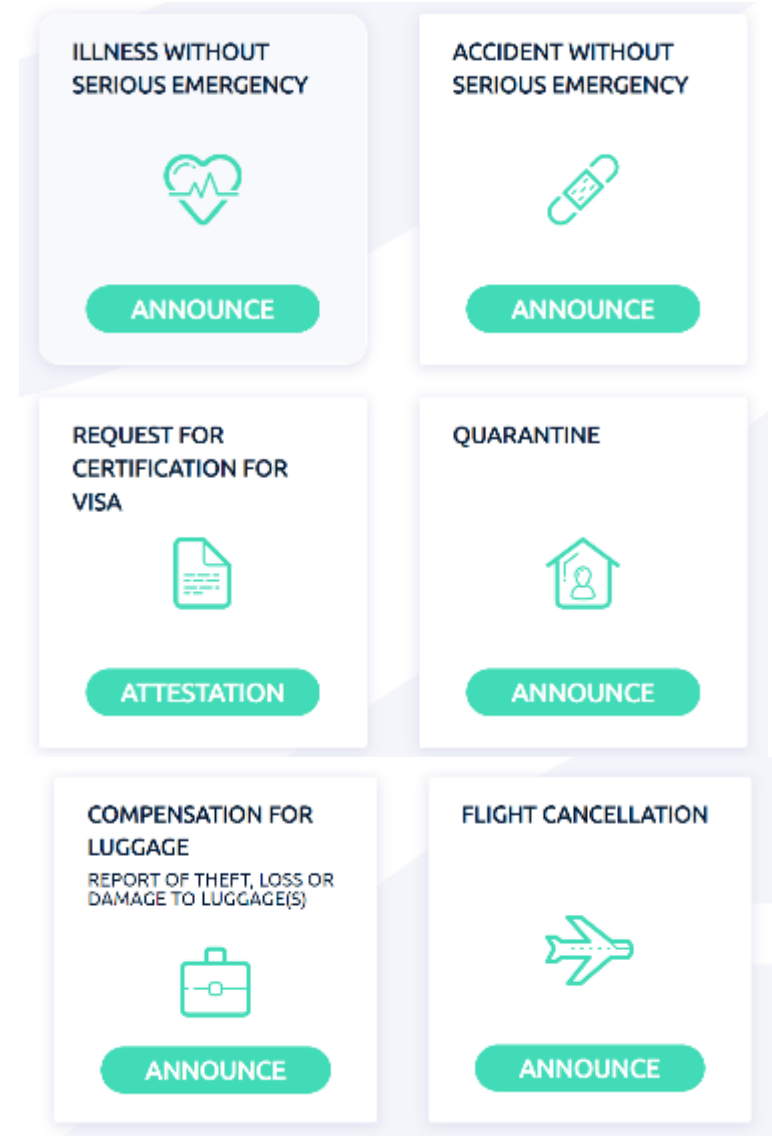 ILLNESS WITHOUT
SERIOUS EMERGENCY
ANNOUNCE
ACCIDENT WITHOUT
SERIOUS EMERGENCY
ANNOUNCE
REQUEST FOR
CERTIFICATION FOR
VISA
ATTESTATION
QUARANTINE
ANNOUNCE
COMPENSATION FOR
LUGGAGE
REPORT OF THEFT, LOSS OR
DAMAGE TO LUGGAGE(S)
ANNOUNCE
FLIGHT CANCELLATION
ANNOUNCE